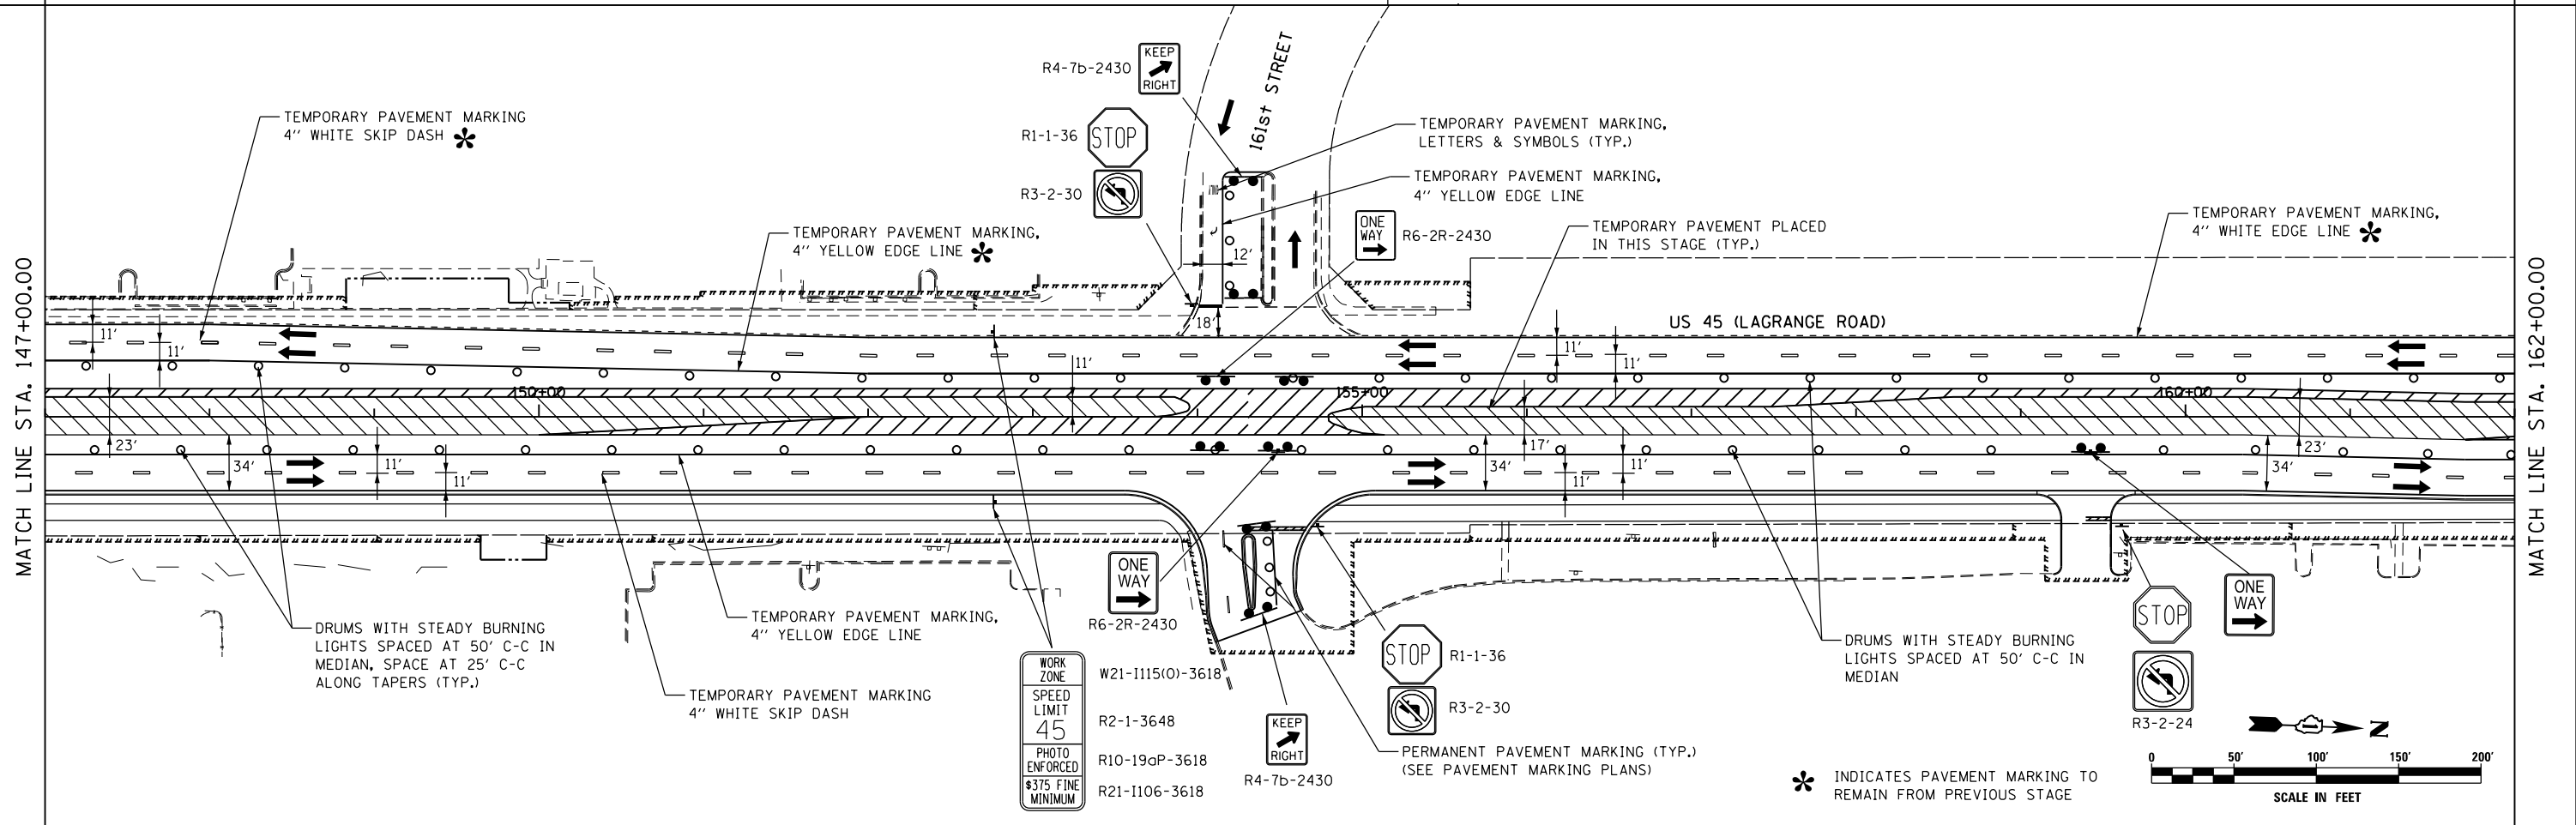 MATCH LINE STA. 147+00.00
TEMPORARY PAVEMENT MARKING
4" WHITE SKIP DASH *
TEMPORARY PAVEMENT MARKING,
4" YELLOW EDGE LINE *
R4-7b-2430
KEEP
RIGHT
R1-1-36
STOP
R3-2-30
161st STREET
TEMPORARY PAVEMENT MARKING,
LETTERS & SYMBOLS (TYP.)
TEMPORARY PAVEMENT MARKING,
4" YELLOW EDGE LINE
ONE
WAY
R6-2R-2430
TEMPORARY PAVEMENT PLACED
IN THIS STAGE (TYP.)
TEMPORARY PAVEMENT MARKING,
4" WHITE EDGE LINE *
12'
18'
US 45 (LAGRANGE ROAD)
11'
11'
11'
11'
11'
150+00
155+00
160+00
23'
34'
11'
11'
34'
17'
11'
11'
34'
23'
DRUMS WITH STEADY BURNING
LIGHTS SPACED AT 50' C-C IN
MEDIAN, SPACE AT 25' C-C
ALONG TAPERS (TYP.)
TEMPORARY PAVEMENT MARKING,
4" YELLOW EDGE LINE
TEMPORARY PAVEMENT MARKING
4" WHITE SKIP DASH
ONE
WAY
R6-2R-2430
WORK
ZONE
SPEED
LIMIT
45
PHOTO
ENFORCED
$375 FINE
MINIMUM
W21-I115(O)-3618
R2-1-3648
R10-19aP-3618
R21-I106-3618
KEEP
RIGHT
R4-7b-2430
STOP
R1-1-36
R3-2-30
PERMANENT PAVEMENT MARKING (TYP.)
(SEE PAVEMENT MARKING PLANS)
DRUMS WITH STEADY BURNING
LIGHTS SPACED AT 50' C-C IN
MEDIAN
STOP
R3-2-24
ONE
WAY
N
* INDICATES PAVEMENT MARKING TO
REMAIN FROM PREVIOUS STAGE
0 50' 100' 150' 200'
SCALE IN FEET
MATCH LINE STA. 162+00.00